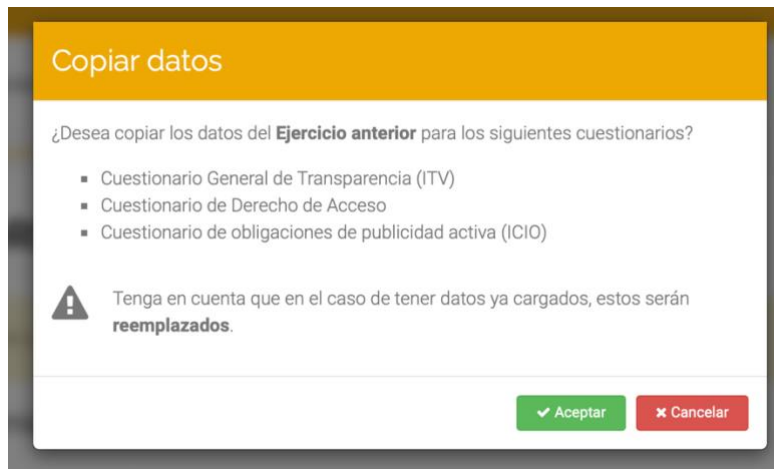 Copiar datos
¿Desea copiar los datos del Ejercicio anterior para los siguientes cuestionarios?
Cuestionario General de Transparencia (ITV)
Cuestionario de Derecho de Acceso
Cuestionario de obligaciones de publicidad activa (ICIO)
Tenga en cuenta que en el caso de tener datos ya cargados, estos serán
reemplazados.
Aceptar
Cancelar